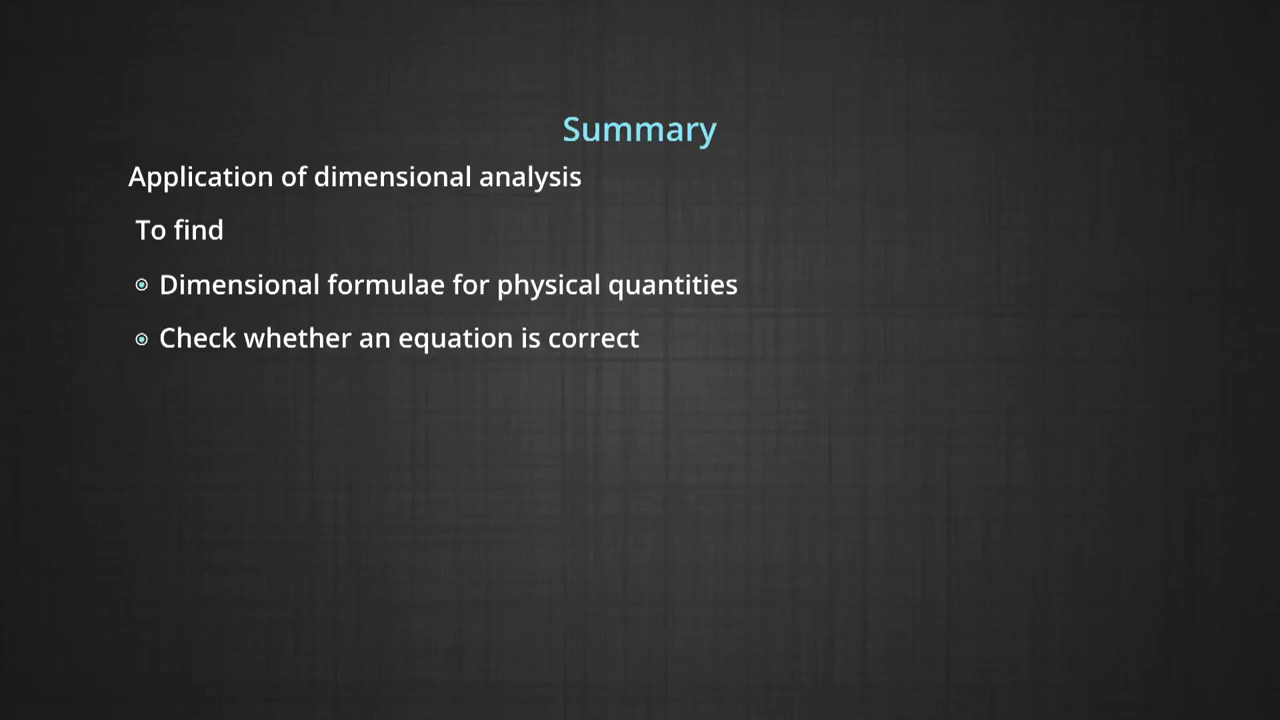 Summary
Application of dimensional analysis
To find
Dimensional formulae for physical quantities
Check whether an equation is correct